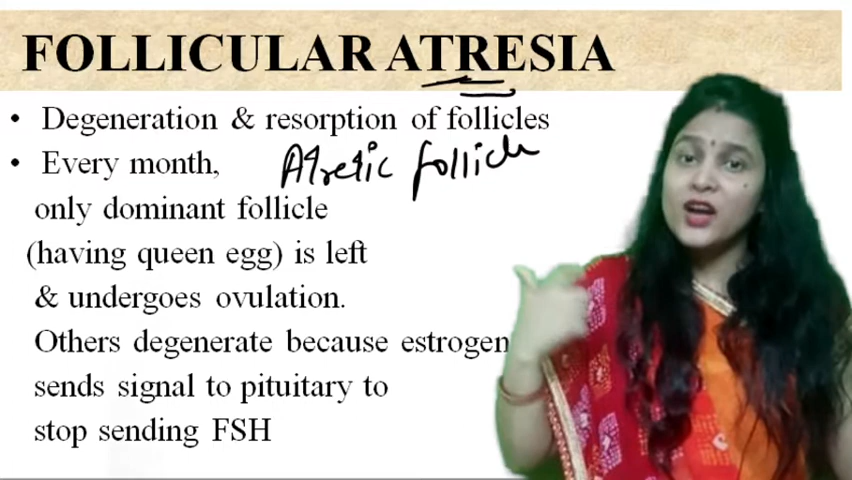 FOLLICULAR ATRESIA
• Degeneration & resorption of follicles
• Every month, Atretic follicle
only dominant follicle
(having queen egg) is left
& undergoes ovulation.
Others degenerate because estrogen
sends signal to pituitary to
stop sending FSH